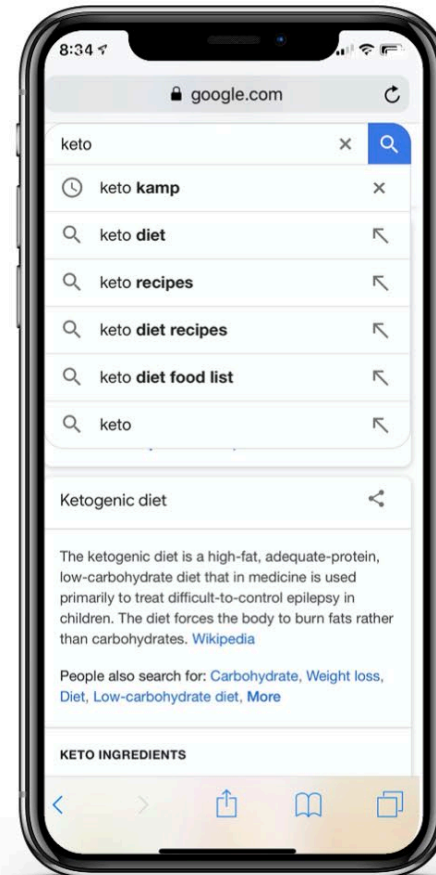 8:34
google.com
keto
keto kamp
keto diet
keto recipes
keto diet recipes
keto diet food list
keto
Ketogenic diet
The ketogenic diet is a high-fat, adequate-protein,
low-carbohydrate diet that in medicine is used
primarily to treat difficult-to-control epilepsy in
children. The diet forces the body to burn fats rather
than carbohydrates. Wikipedia
People also search for: Carbohydrate, Weight loss,
Diet, Low-carbohydrate diet, More
KETO INGREDIENTS